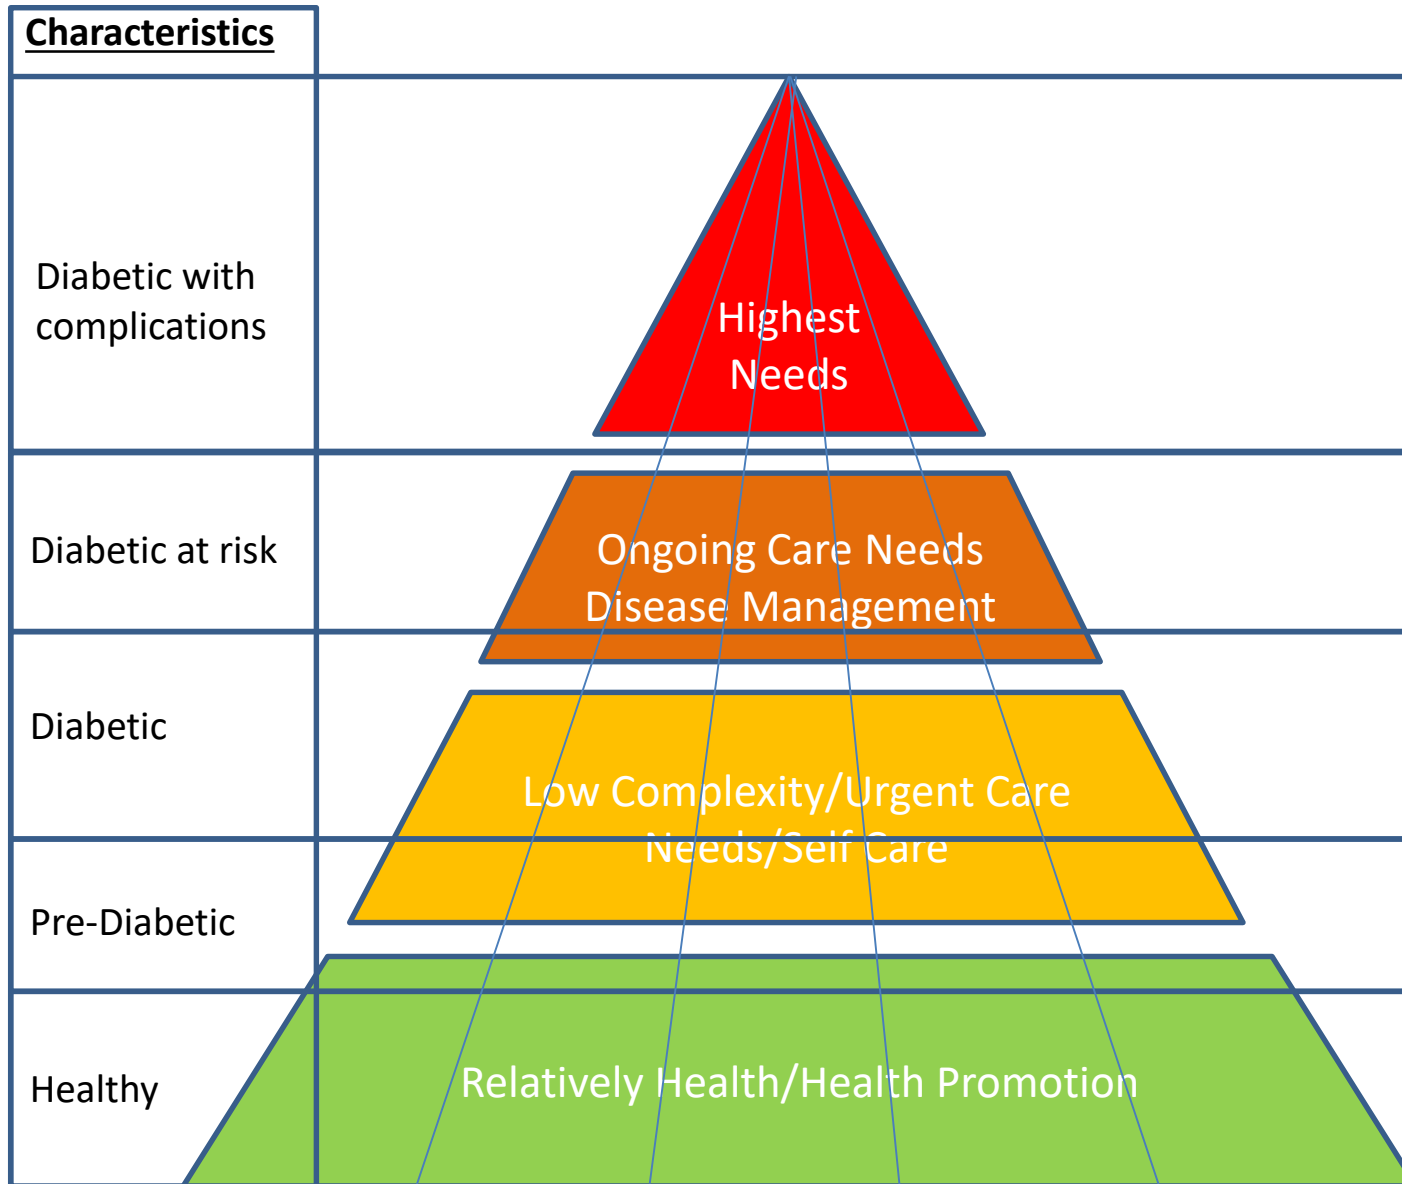 Characteristics
Diabetic with
complications
Highest
Needs
Diabetic at risk
Ongoing Care Needs
Disease Management
Diabetic
Low Complexity/Urgent Care
Needs/Self Care
Pre-Diabetic
Healthy
Relatively Health/Health Promotion